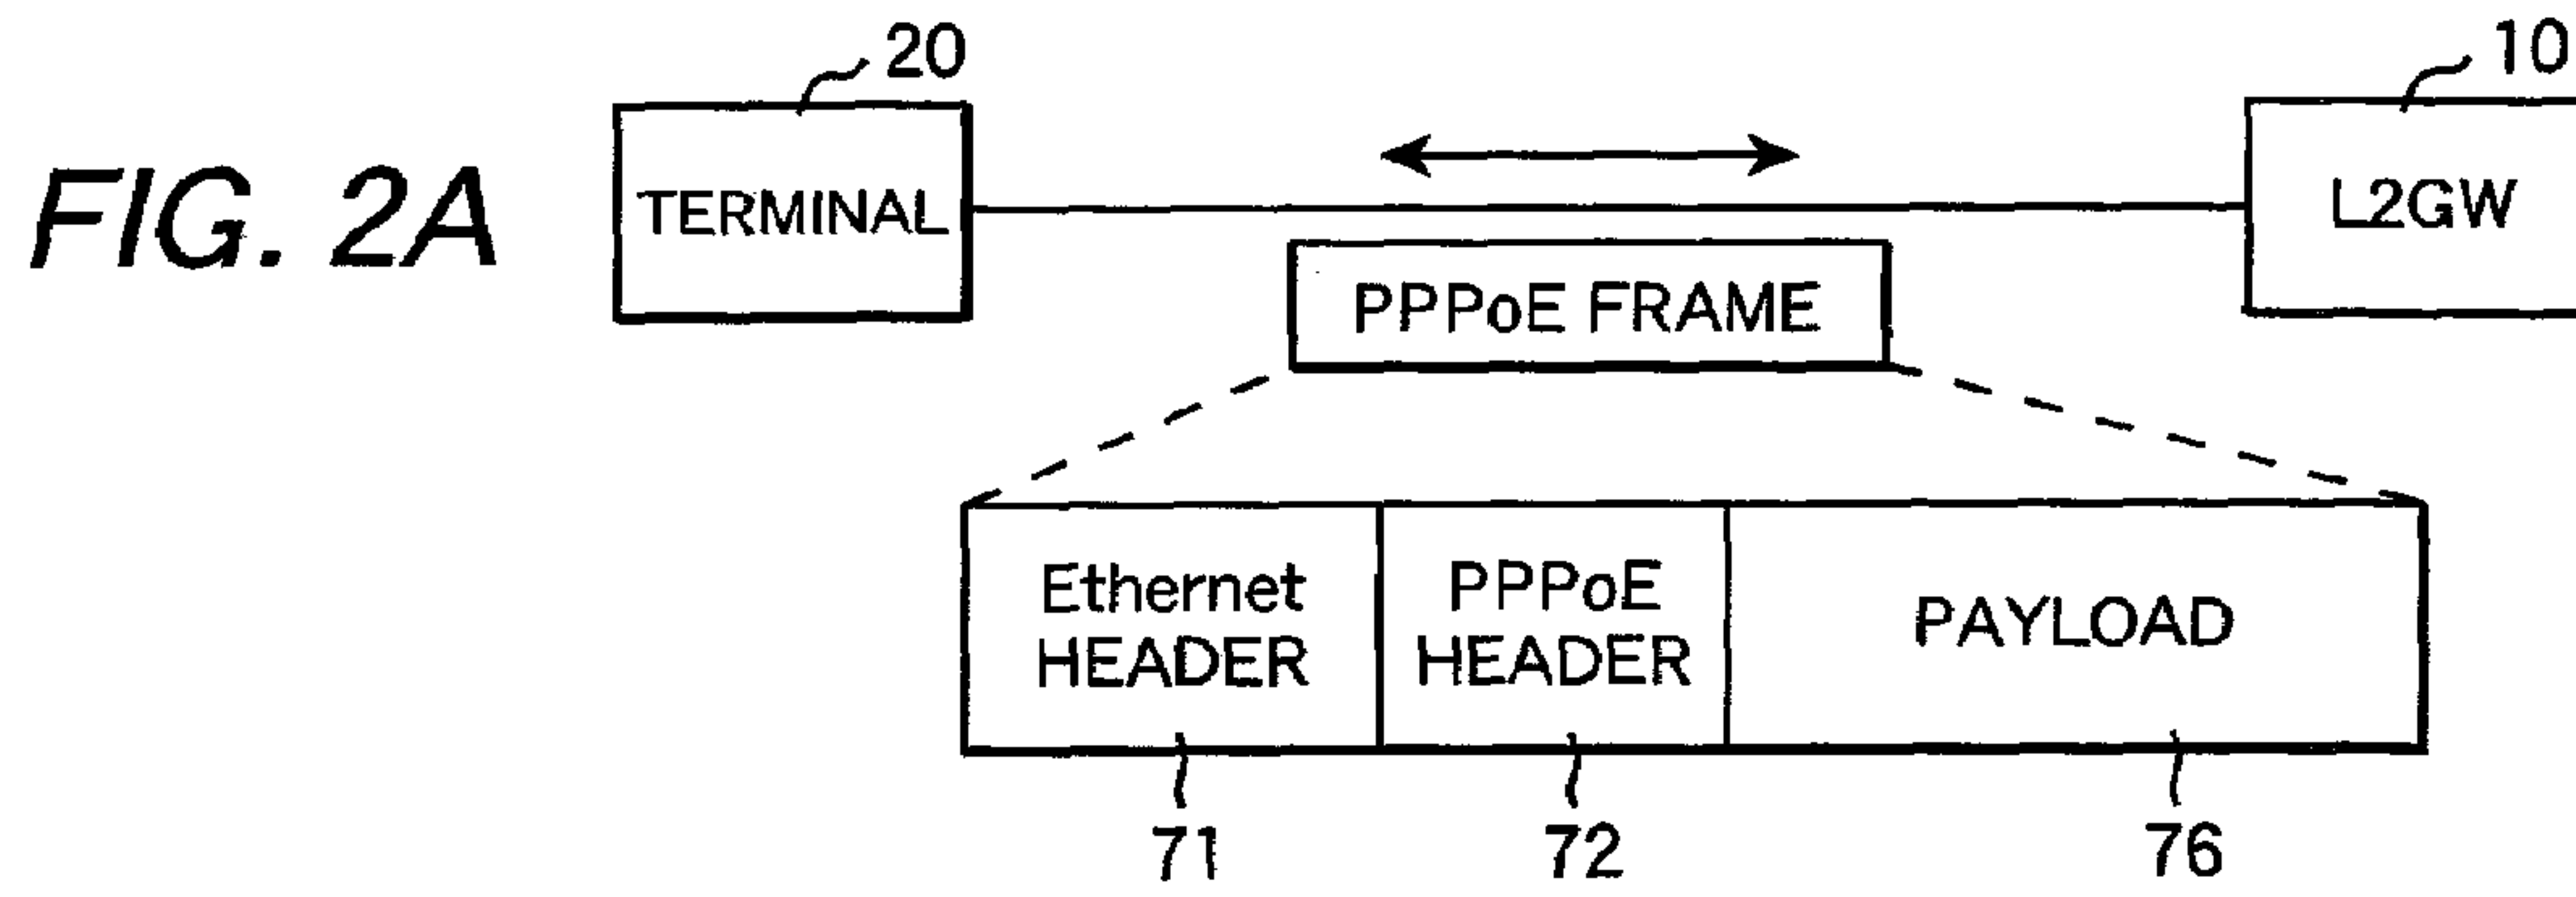 20
10
FIG. 2A
TERMINAL
L2GW
PPPoE FRAME
Ethernet
HEADER
PPPoE
HEADER
PAYLOAD
71
72
76